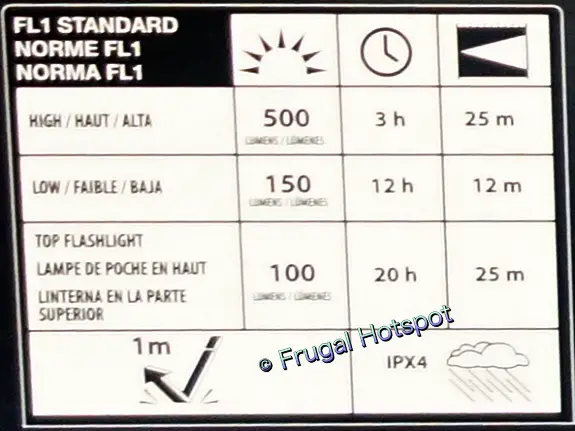 FL1 STANDARD
NORME FL1
NORMA FL1
HIGH / HAUT / ALTA
500
LUMENS / LÚMENES
3 h
25 m
LOW / FAIBLE / BAJA
150
LUMENS / LÚMENES
12 h
12 m
TOP FLASHLIGHT
LAMPE DE POCHE EN HAUT
LINTERNA EN LA PARTE
SUPERIOR
100
LUMENS / LÚMENES
20 h
25 m
1m
IPX4
© Frugal Hotspot